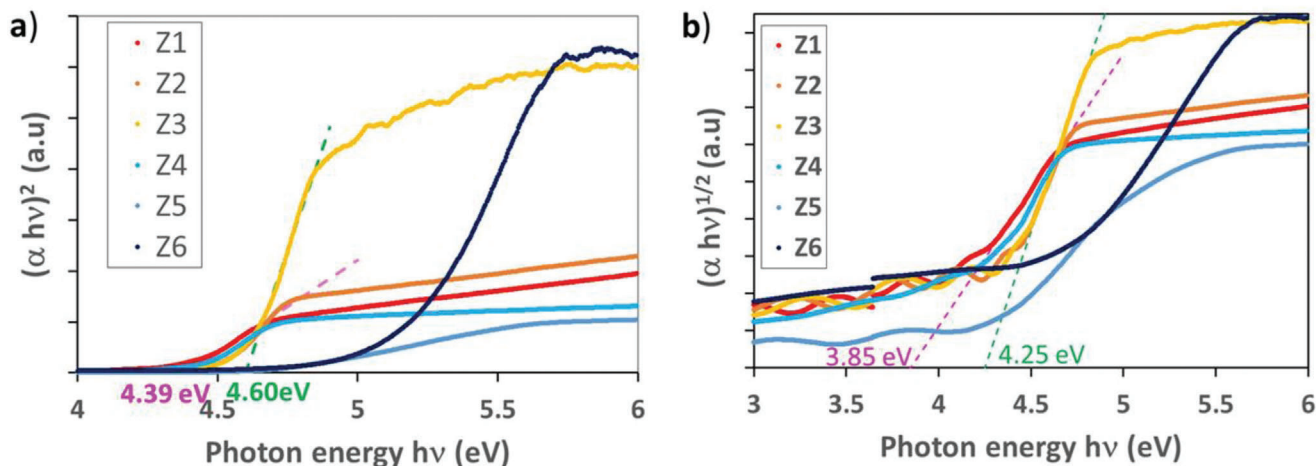 a)
Z1
Z2
Z3
Z4
Z5
Z6
(α hν)² (a.u)
4.39 eV
4.60eV
4
4.5
5
5.5
6
Photon energy hν (eV)
b)
Z1
Z2
Z3
Z4
Z5
Z6
(α hν)¹/² (a.u)
3.85 eV
4.25 eV
3
3.5
4
4.5
5
5.5
6
Photon energy hν (eV)